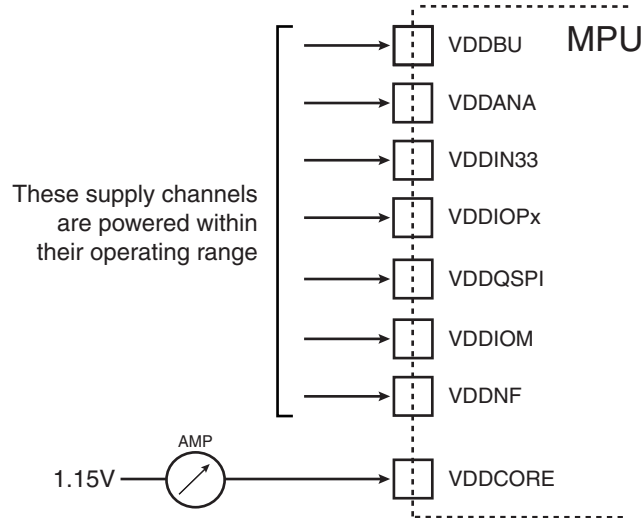 MPU
VDDBU
VDDANA
VDDIN33
VDDIOPx
These supply channels
are powered within
their operating range
VDDQSPI
VDDIOM
VDDNF
AMP
1.15V
VDDCORE